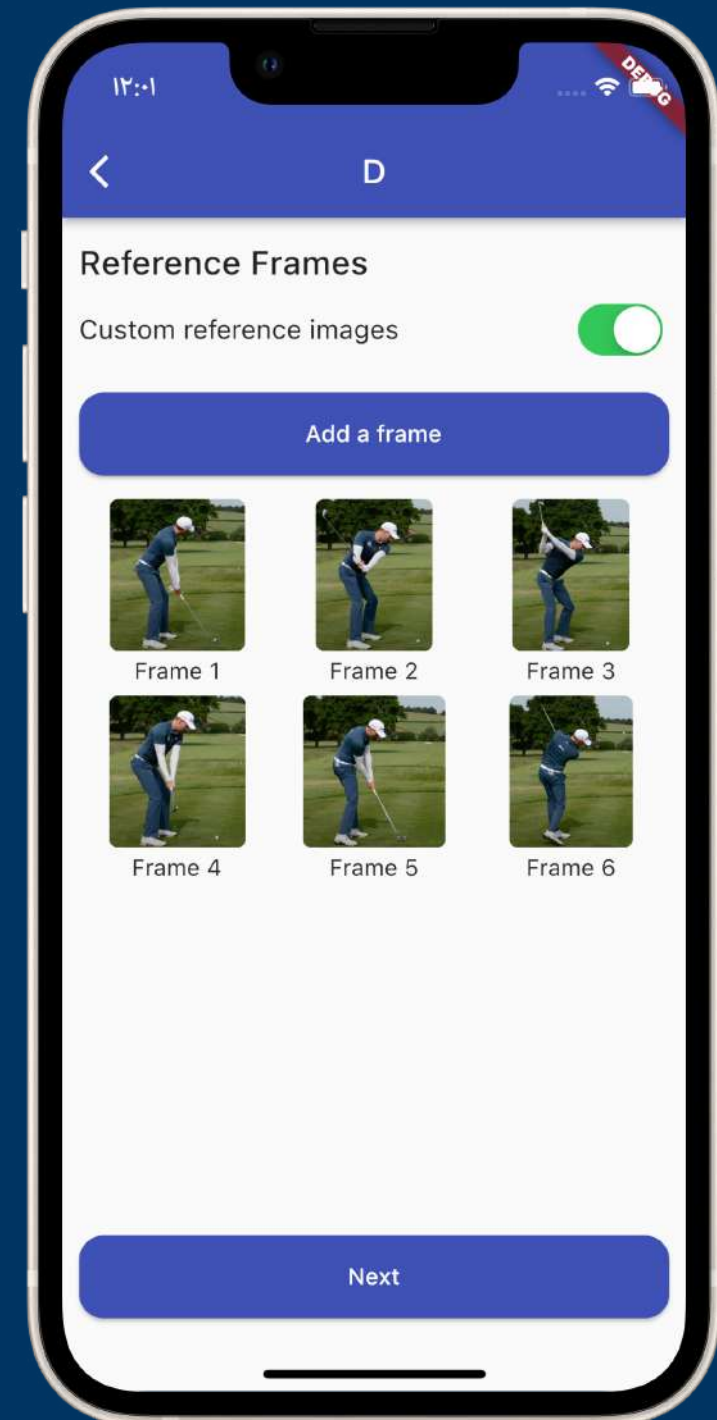 ١٢:٠١
DEBUG
D
Reference Frames
Custom reference images
Add a frame
Frame 1
Frame 2
Frame 3
Frame 4
Frame 5
Frame 6
Next